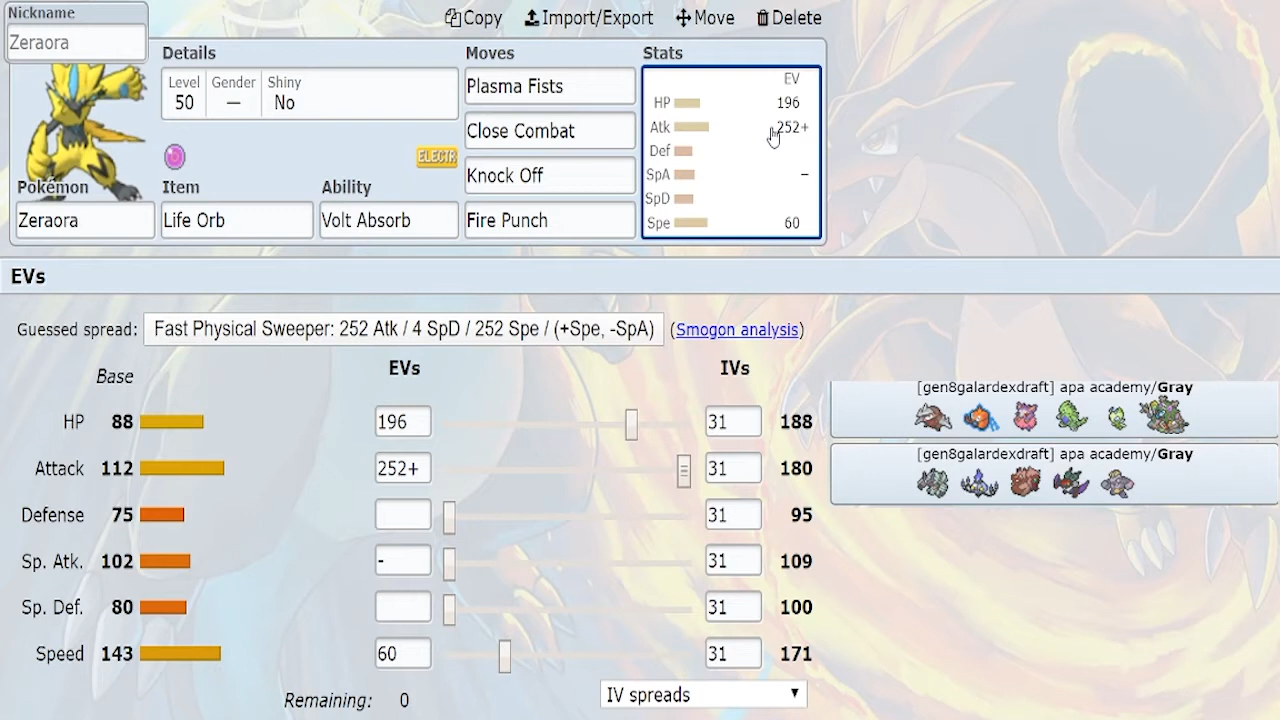 Nickname
Zeraora
Copy Import/Export Move Delete
Details Moves Stats
Level Gender Shiny
50 — No
Plasma Fists
Close Combat
Knock Off
Fire Punch
EV
HP 196
Atk 252+
Def
SpA –
SpD
Spe 60
ELECTR
Pokémon Item Ability
Zeraora Life Orb Volt Absorb
EVs
Guessed spread: Fast Physical Sweeper: 252 Atk / 4 SpD / 252 Spe / (+Spe, -SpA) (Smogon analysis)
Base EVs IVs
HP 88 196 31 188
Attack 112 252+ 31 180
Defense 75 31 95
Sp. Atk. 102 - 31 109
Sp. Def. 80 31 100
Speed 143 60 31 171
Remaining: 0 IV spreads
[gen8galardexdraft] apa academy/Gray
[gen8galardexdraft] apa academy/Gray